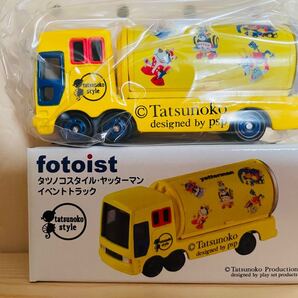 tatsunoko
style
©Tatsunoko
designed by psp
fotoist
タツノコスタイル・ヤッターマン
イベントトラック
tatsunoko
style
yatterman
©Tatsunoko
designed by psp
©Tatsunoko Production
designed by play set products